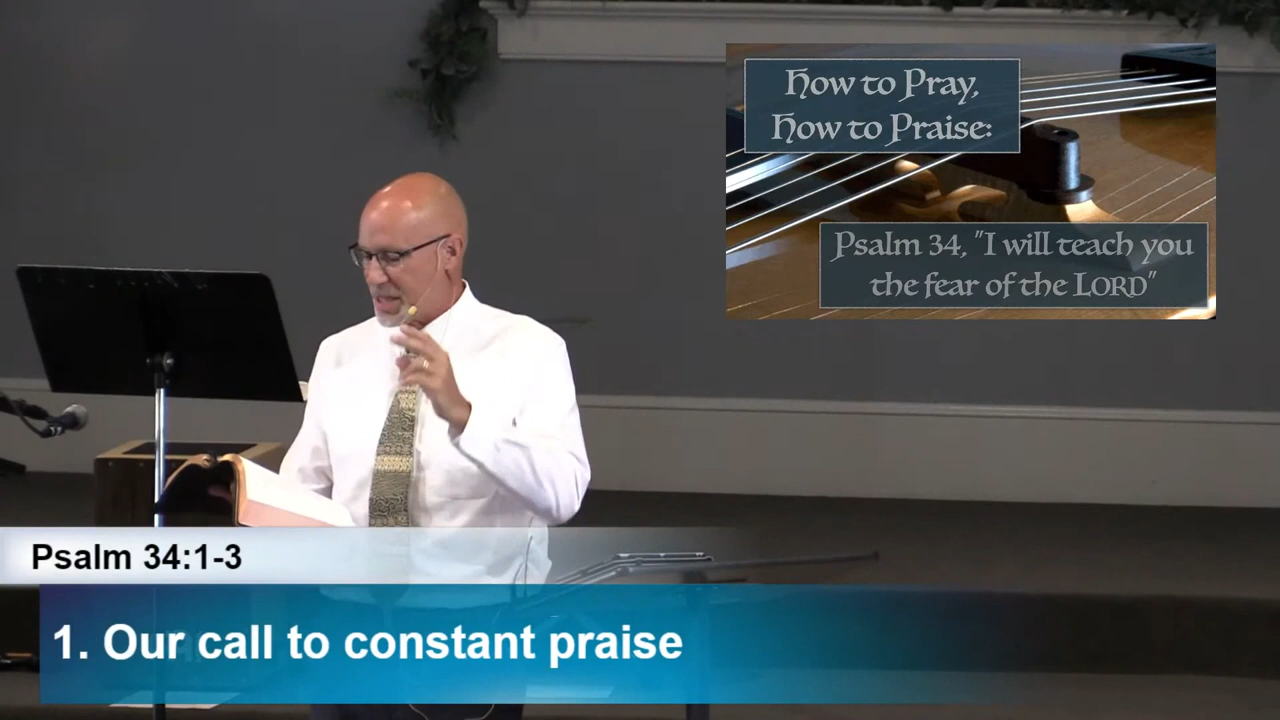 How to Pray,
How to Praise:
Psalm 34, "I will teach you
the fear of the LORD"
Psalm 34:1-3
1. Our call to constant praise